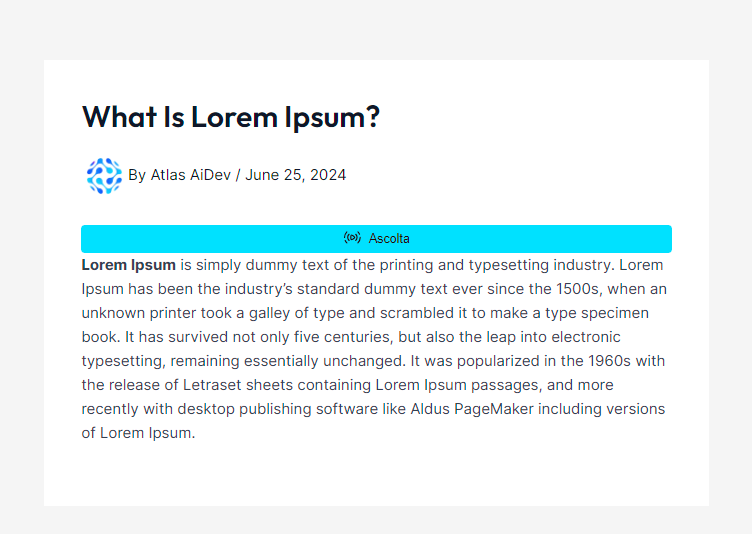 What Is Lorem Ipsum?
By Atlas AiDev / June 25, 2024
Ascolta
Lorem Ipsum is simply dummy text of the printing and typesetting industry. Lorem
Ipsum has been the industry’s standard dummy text ever since the 1500s, when an
unknown printer took a galley of type and scrambled it to make a type specimen
book. It has survived not only five centuries, but also the leap into electronic
typesetting, remaining essentially unchanged. It was popularized in the 1960s with
the release of Letraset sheets containing Lorem Ipsum passages, and more
recently with desktop publishing software like Aldus PageMaker including versions
of Lorem Ipsum.